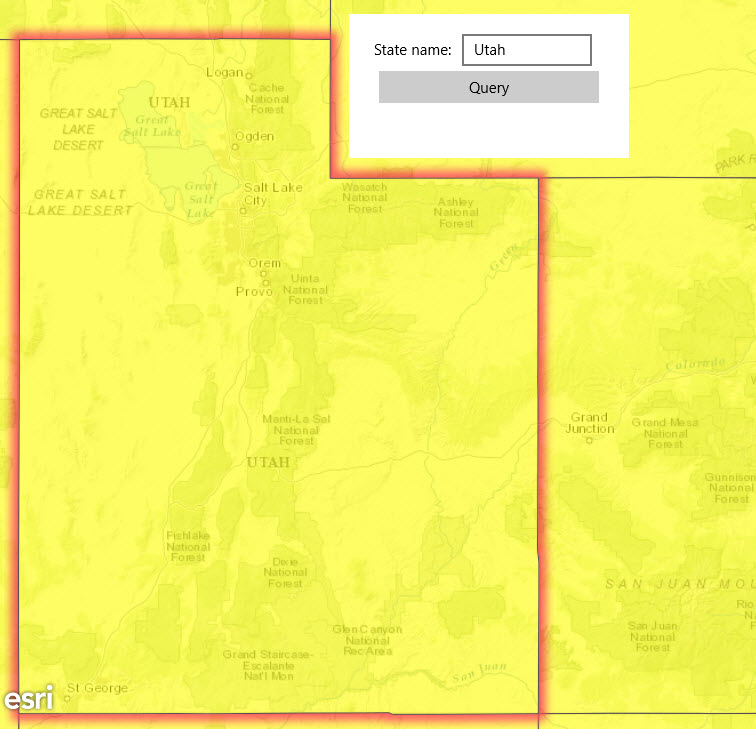 State name: Utah
Query
Logan
Cache
National
Forest
UTAH
GREAT SALT
LAKE
DESERT
Great
Salt Lake
Ogden
PARK R
GREAT SALT
LAKE DESERT
Great
Salt
Lake
Salt Lake
City
Wasatch
National
Forest
Ashley
National
Forest
Green
Orem
Provo
Uinta
National
Forest
Colorado
Manti-La Sal
National
Forest
Grand
Junction
Grand Mesa
National
Forest
UTAH
Gunnison
National
Forest
Fishlake
National
Forest
Dixie
National
Forest
SAN JUAN MOU
Rio
San Juan
National
Forest
Glen Canyon
National
Rec Area
Grand Staircase-
Escalante
Nat'l Mon
San Juan
St George
esri